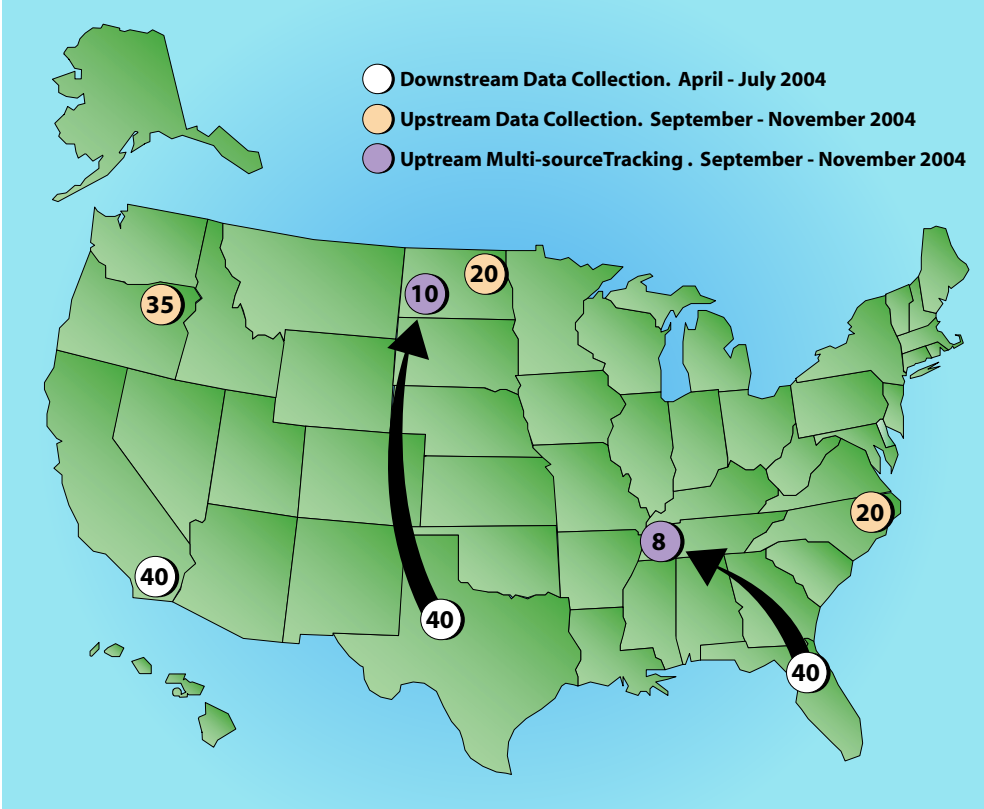 Downstream Data Collection. April - July 2004
Upstream Data Collection. September - November 2004
Uptream Multi-sourceTracking . September - November 2004
20
10
35
20
8
40
40
40